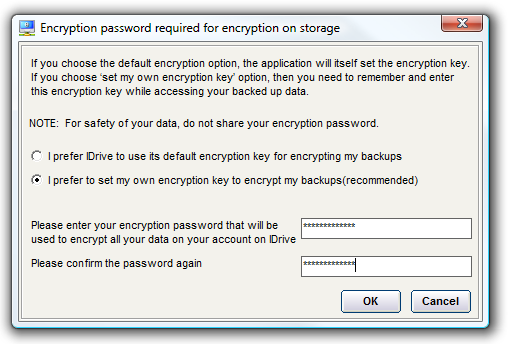 Encryption password required for encryption on storage
If you choose the default encryption option, the application will itself set the encryption key.
If you choose 'set my own encryption key' option, then you need to remember and enter
this encryption key while accessing your backed up data.
NOTE:  For safety of your data, do not share your encryption password.
I prefer IDrive to use its default encryption key for encrypting my backups
I prefer to set my own encryption key to encrypt my backups(recommended)
Please enter your encryption password that will be
used to encrypt all your data on your account on IDrive
*************
Please confirm the password again
*************
OK Cancel